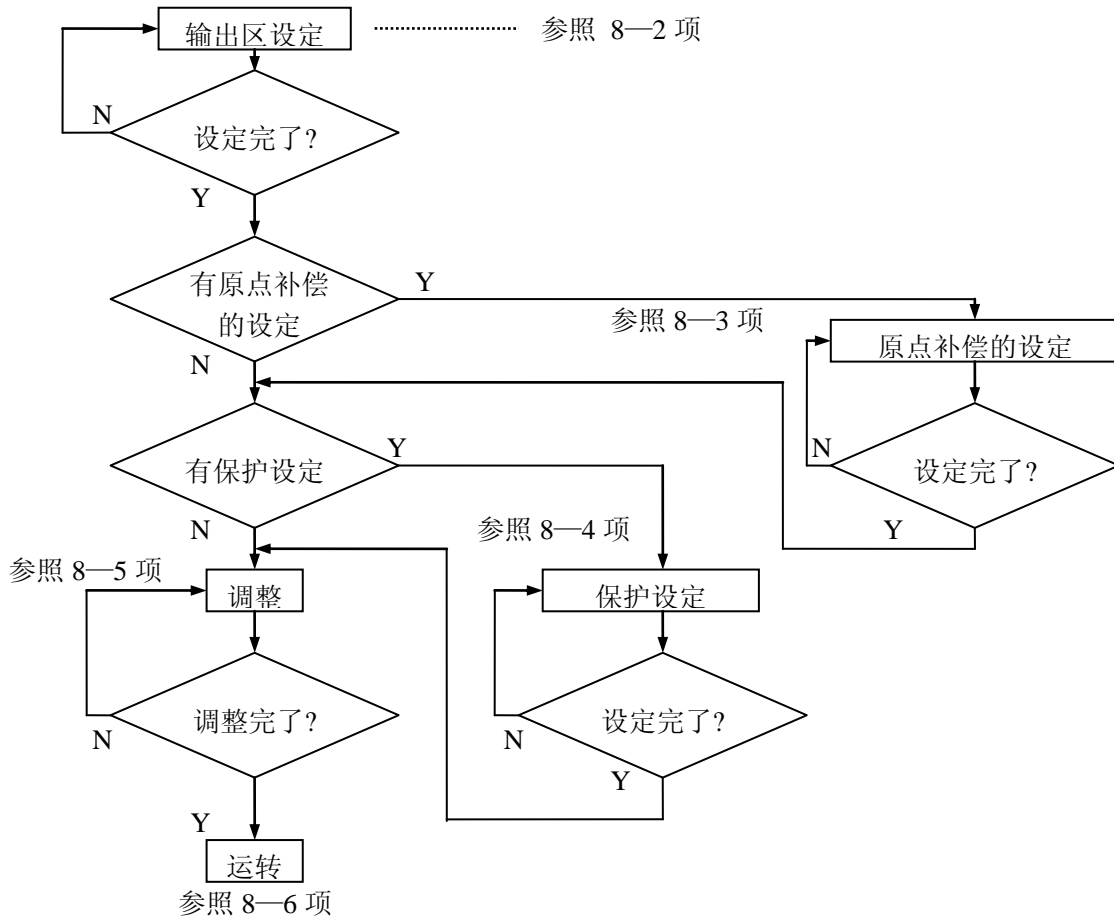 输出区设定
参照 8—2 项
N
设定完了?
Y
有原点补偿
的设定
Y
参照 8—3 项
原点补偿的设定
N
有保护设定
Y
N
设定完了?
N
参照 8—4 项
Y
参照 8—5 项
调整
保护设定
调整完了?
N
设定完了?
N
Y
Y
运转
参照 8—6 项